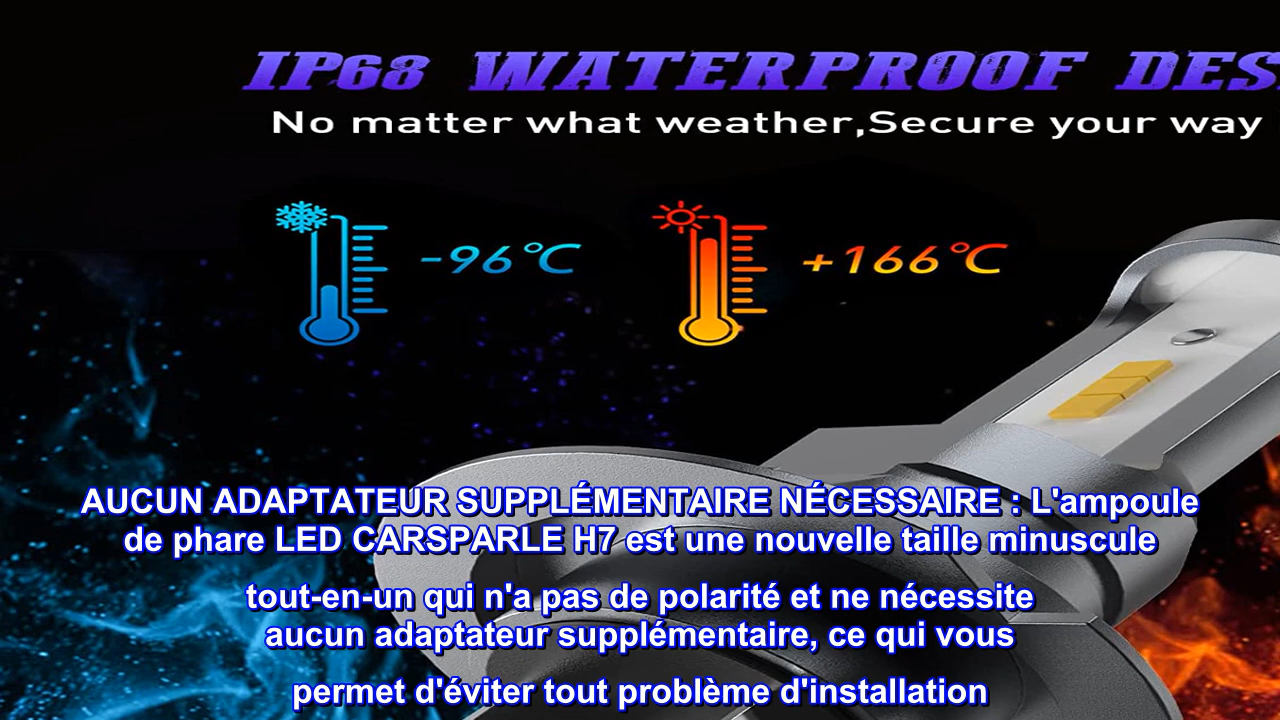 IP68 WATERPROOF DES
No matter what weather,Secure your way
-96°C
+166°C
AUCUN ADAPTATEUR SUPPLÉMENTAIRE NÉCESSAIRE : L'ampoule
de phare LED CARSPARLE H7 est une nouvelle taille minuscule
tout-en-un qui n'a pas de polarité et ne nécessite
aucun adaptateur supplémentaire, ce qui vous
permet d'éviter tout problème d'installation